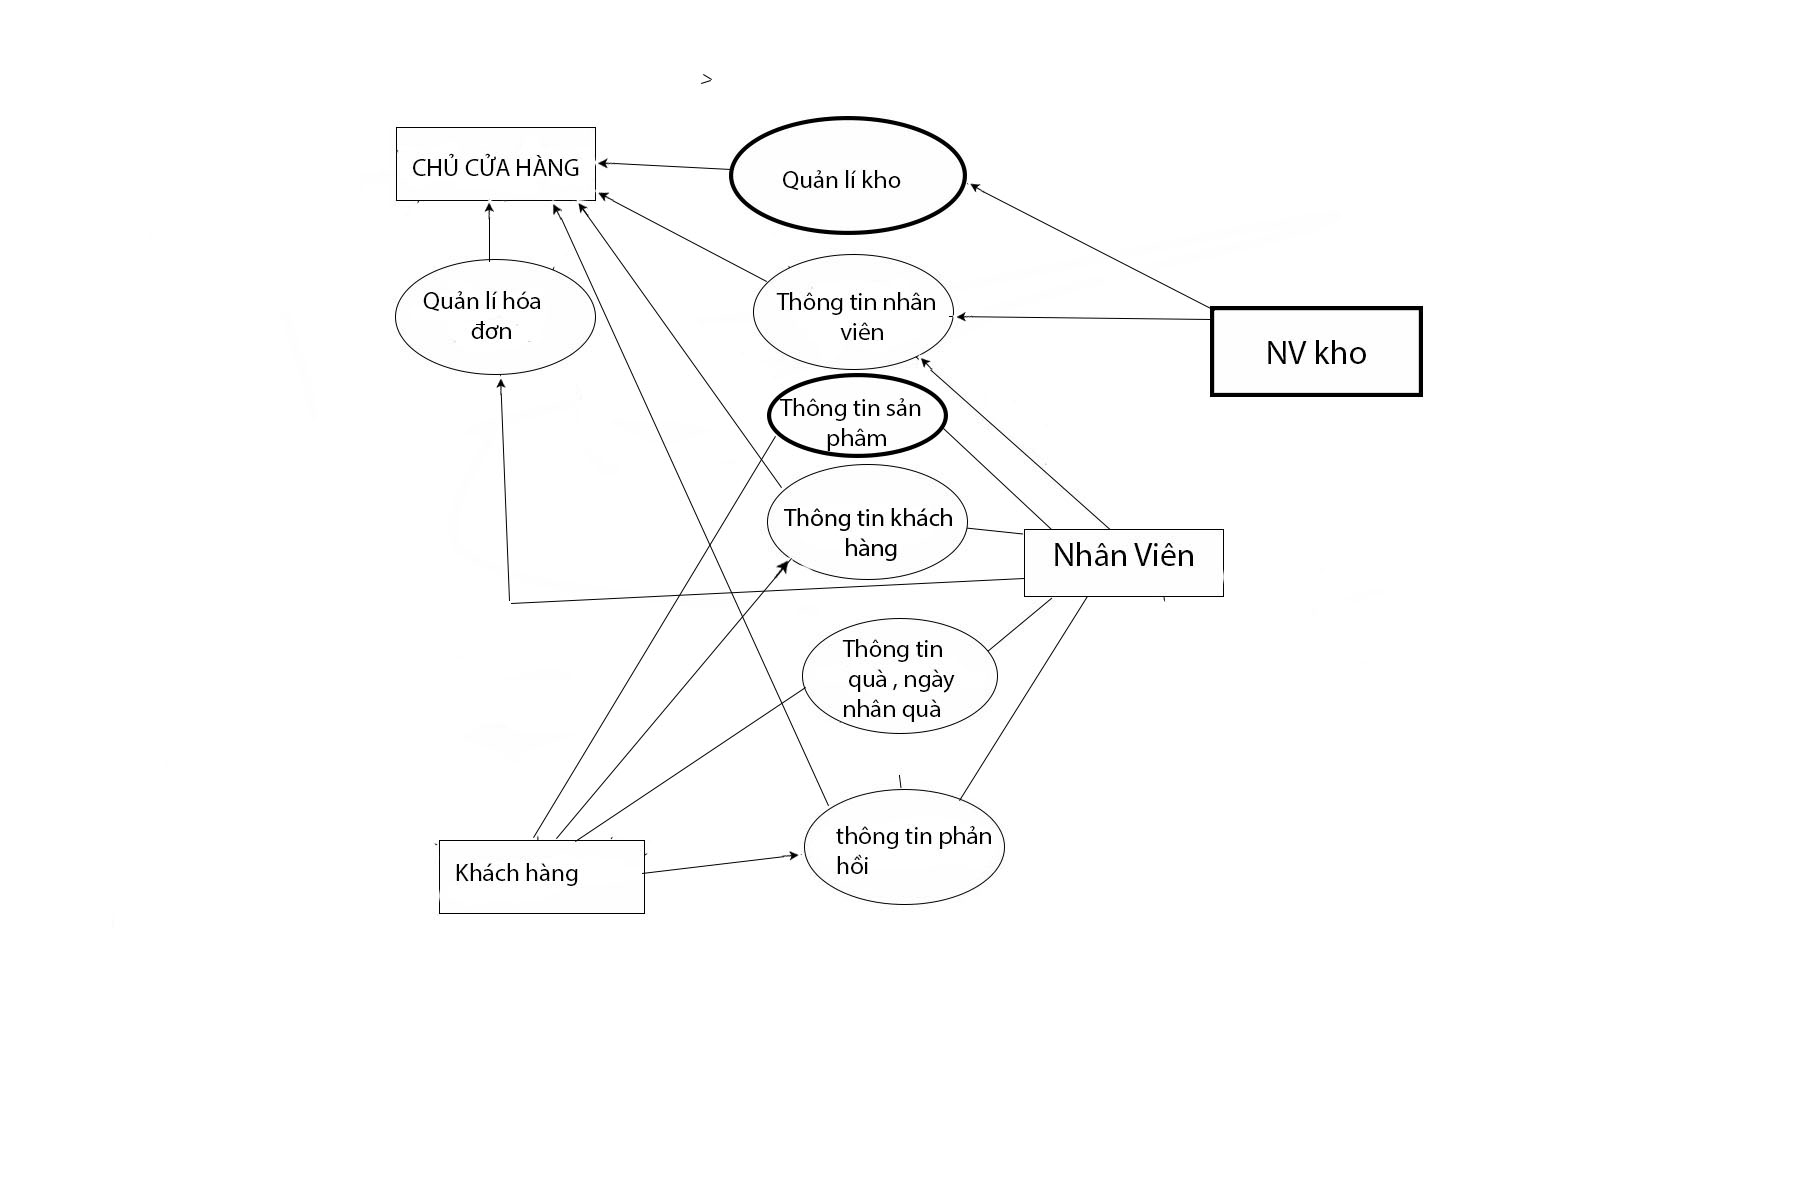 CHỦ CỬA HÀNG
Quản lí kho
Quản lí hóa
đơn
Thông tin nhân
viên
NV kho
Thông tin sản
phâm
Thông tin khách
hàng
Nhân Viên
Thông tin
quà , ngày
nhân quà
thông tin phản
hồi
Khách hàng